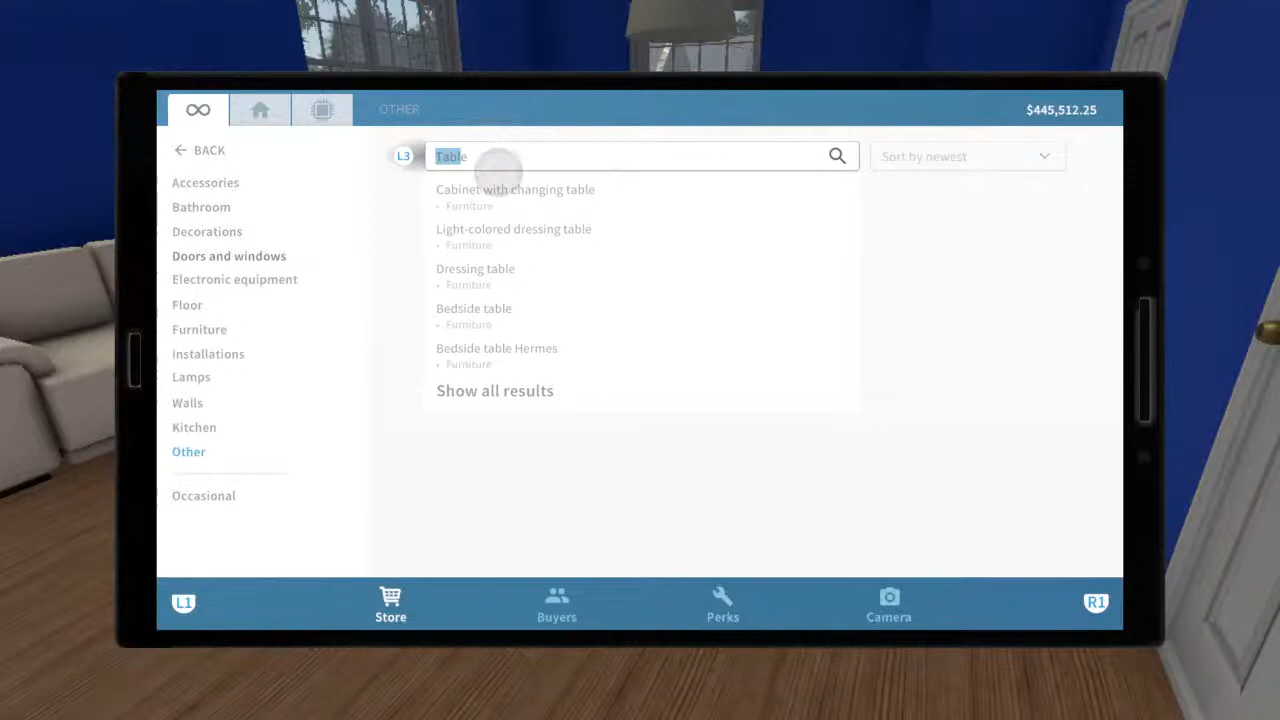 OTHER
$445,512.25
BACK
L3
Table
Sort by newest
Accessories
Bathroom
Decorations
Doors and windows
Electronic equipment
Floor
Furniture
Installations
Lamps
Walls
Kitchen
Other
Occasional
Cabinet with changing table
• Furniture
Light-colored dressing table
• Furniture
Dressing table
• Furniture
Bedside table
• Furniture
Bedside table Hermes
• Furniture
Show all results
L1
Store
Buyers
Perks
Camera
R1